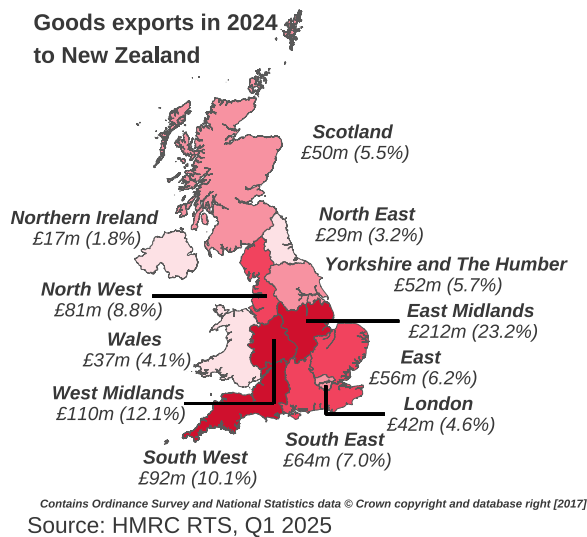 Goods exports in 2024
to New Zealand
Scotland
£50m (5.5%)
Northern Ireland
£17m (1.8%)
North East
£29m (3.2%)
Yorkshire and The Humber
£52m (5.7%)
North West
£81m (8.8%)
East Midlands
£212m (23.2%)
Wales
£37m (4.1%)
East
£56m (6.2%)
West Midlands
£110m (12.1%)
London
£42m (4.6%)
South East
£64m (7.0%)
South West
£92m (10.1%)
Contains Ordinance Survey and National Statistics data © Crown copyright and database right [2017]
Source: HMRC RTS, Q1 2025